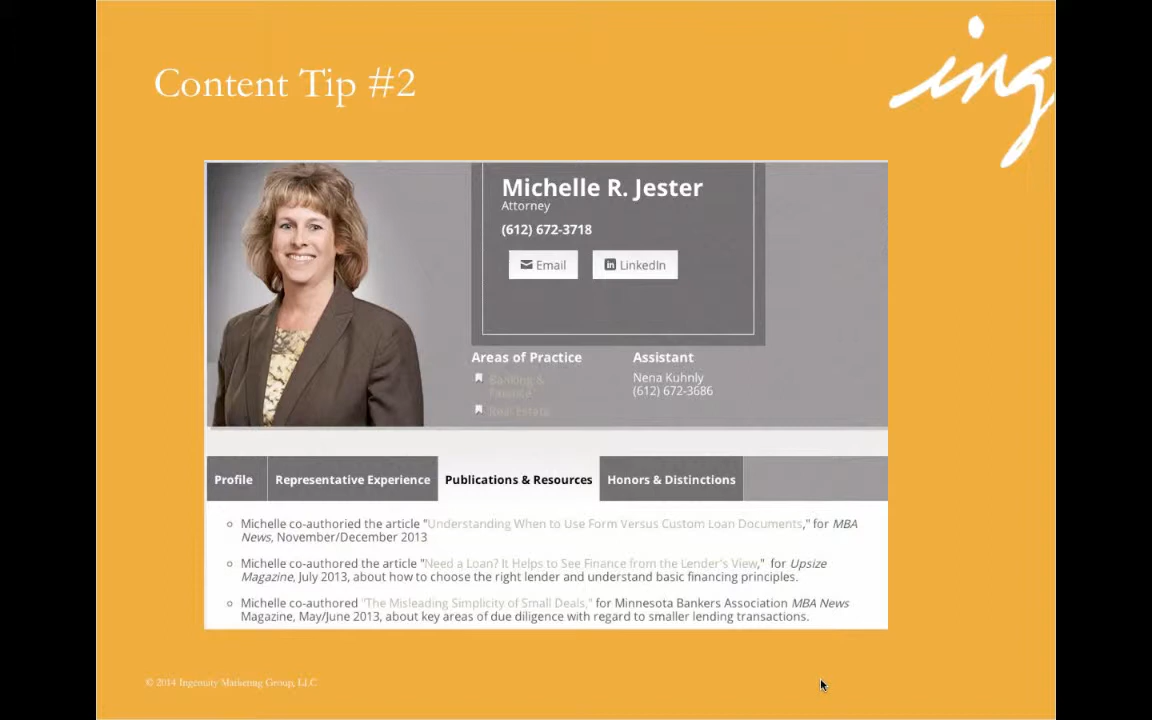 Content Tip #2
ing
Michelle R. Jester
Attorney
(612) 672-3718
Email
LinkedIn
Areas of Practice
Banking &
Finance
Real Estate
Assistant
Nena Kuhnly
(612) 672-3686
Profile
Representative Experience
Publications & Resources
Honors & Distinctions
Michelle co-authoried the article "Understanding When to Use Form Versus Custom Loan Documents," for MBA
News, November/December 2013
Michelle co-authored the article "Need a Loan? It Helps to See Finance from the Lender's View," for Upsize
Magazine, July 2013, about how to choose the right lender and understand basic financing principles.
Michelle co-authored "The Misleading Simplicity of Small Deals," for Minnesota Bankers Association MBA News
Magazine, May/June 2013, about key areas of due diligence with regard to smaller lending transactions.
© 2014 Ingenuity Marketing Group, LLC